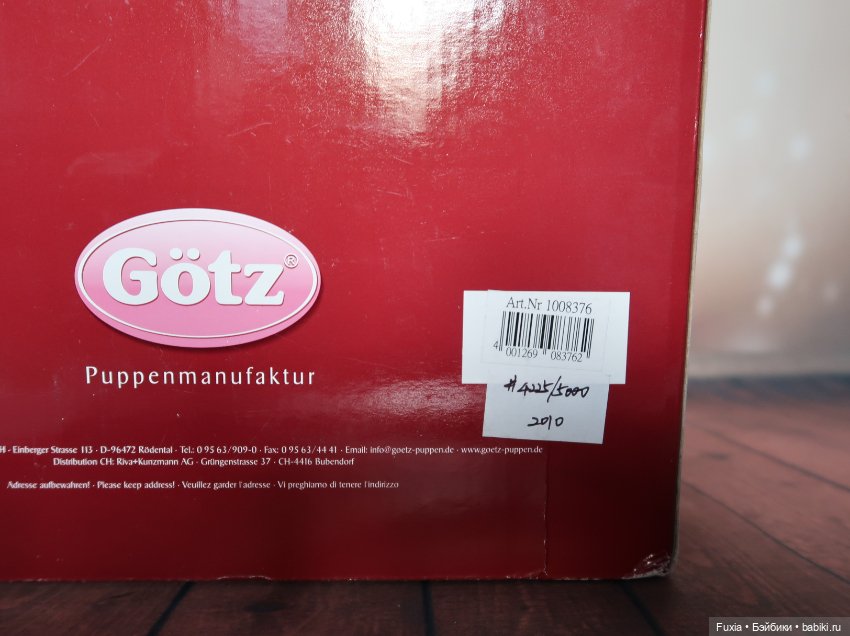 Götz®
Puppenmanufaktur
Art.Nr 1008376
4 001269 083762
#4225/5000
2010
H - Einberger Strasse 113 · D-96472 Rödental · Tel.: 0 95 63/909-0 · Fax: 0 95 63/44 41 · Email: info@goetz-puppen.de · www.goetz-puppen.de
Distribution CH: Riva+Kunzmann AG · Grüngenstrasse 37 · CH-4416 Bubendorf
Adresse aufbewahren! · Please keep address! · Veuillez garder l'adresse · Vi preghiamo di tenere l'indirizzo
Fuxia • Бэйбики • babiki.ru